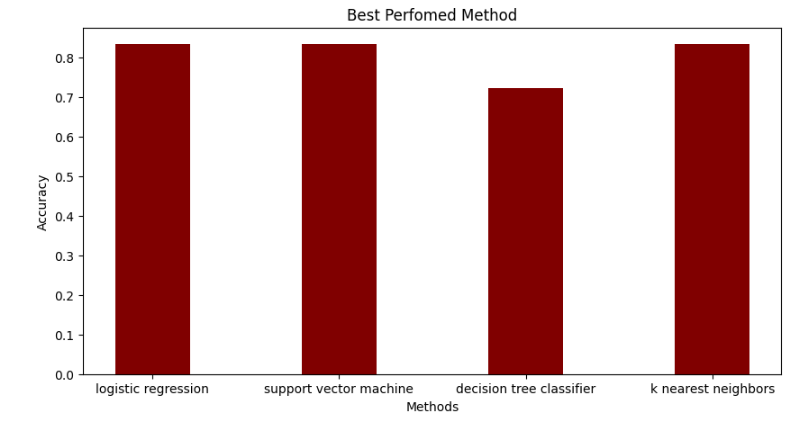 Best Perfomed Method
Accuracy
0.8
0.7
0.6
0.5
0.4
0.3
0.2
0.1
0.0
logistic regression support vector machine decision tree classifier k nearest neighbors
Methods